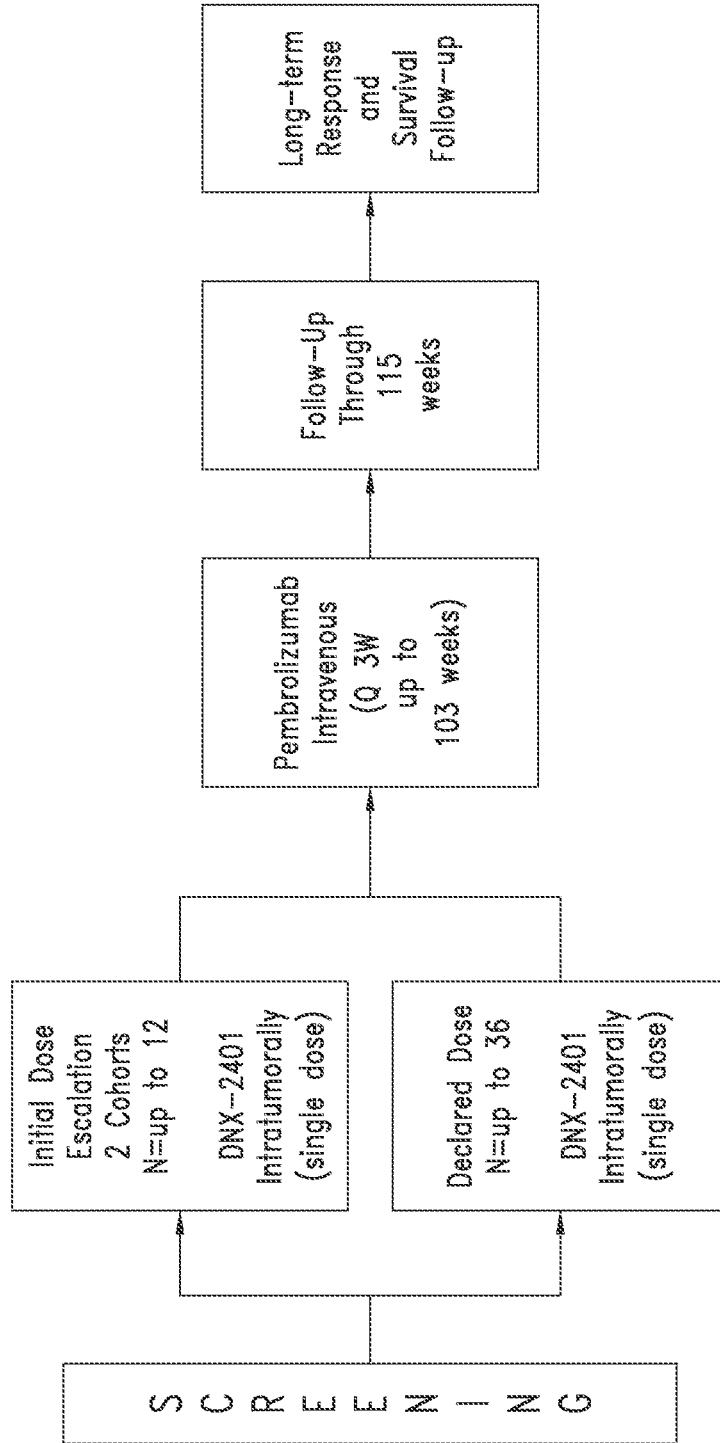 S C R E E N I N G
Initial Dose
Escalation
2 Cohorts
N=up to 12
DNX-2401
Intratumorally
(single dose)
Declared Dose
N=up to 36
DNX-2401
Intratumorally
(single dose)
Pembrolizumab
Intravenous
(Q 3W
up to
103 weeks)
Follow-Up
Through
115
weeks
Long-term
Response
and
Survival
Follow-up